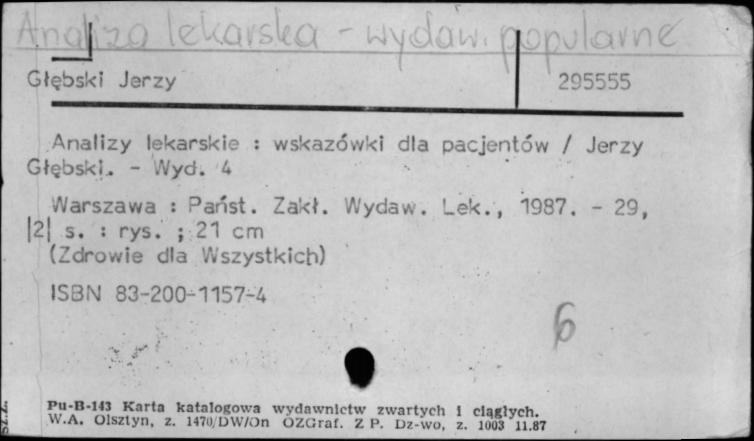 Analiza lekarska - wydaw. popularne
Głębski Jerzy 295555
Analizy lekarskie : wskazówki dla pacjentów / Jerzy
Głębski. - Wyd. 4
Warszawa : Państ. Zakł. Wydaw. Lek., 1987. - 29,
|2| s. : rys. ; 21 cm
(Zdrowie dla Wszystkich)
ISBN 83-200-1157-4
6
Pu-B-143 Karta katalogowa wydawnictw zwartych i ciągłych.
W.A. Olsztyn, z. 1470/DW/On OZGraf. Z P. Dz-wo, z. 1003 11.87